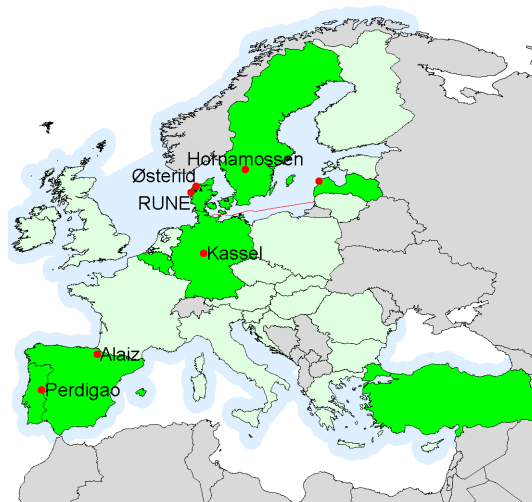 Hornamossen
Østerild
RUNE
Kassel
Alaiz
Perdigao